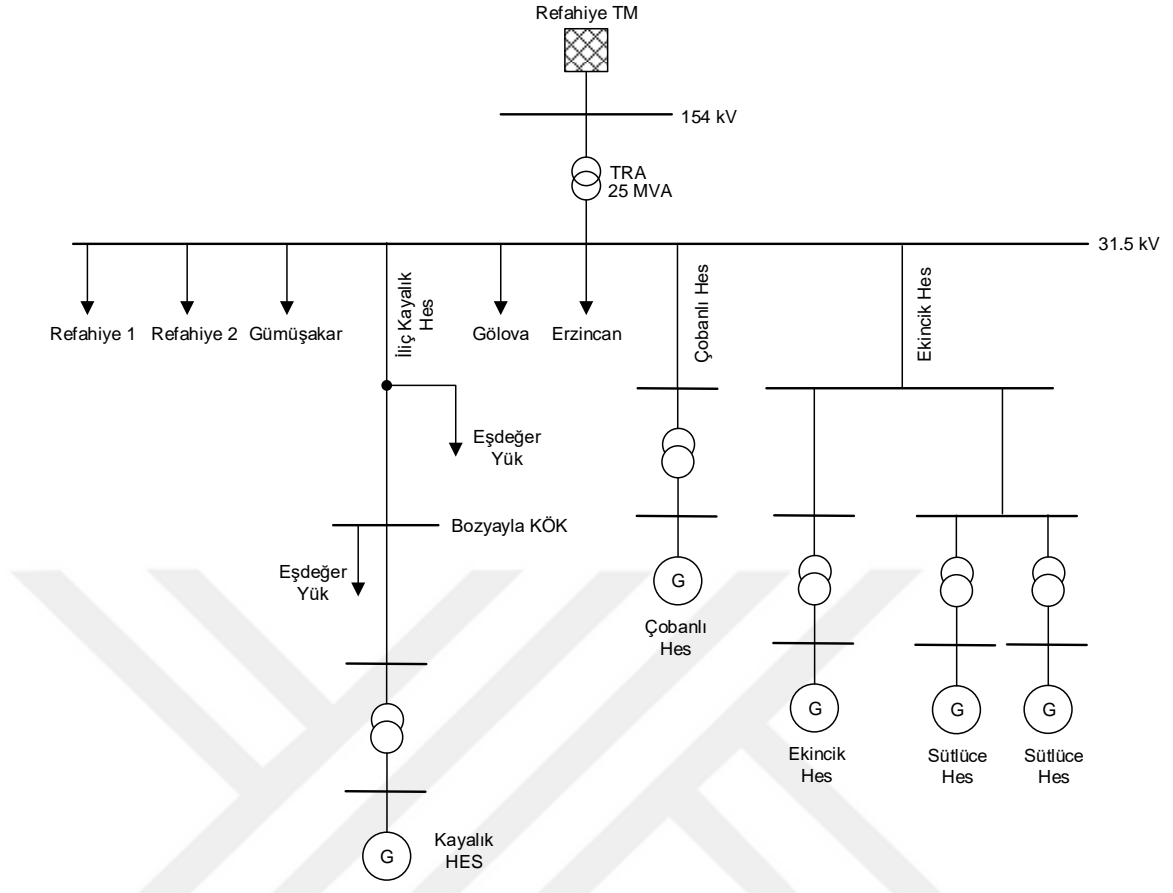 Refahiye TM
154 kV
TRA
25 MVA
31.5 kV
Refahiye 1
Refahiye 2
Gümüşakar
İliç Kayalık
Hes
Gölova
Erzincan
Çobanlı Hes
Ekincik Hes
Eşdeğer
Yük
Bozyayla KÖK
Eşdeğer
Yük
G
Çobanlı
Hes
G
Ekincik
Hes
G
Sütlüce
Hes
G
Sütlüce
Hes
G
Kayalık
HES